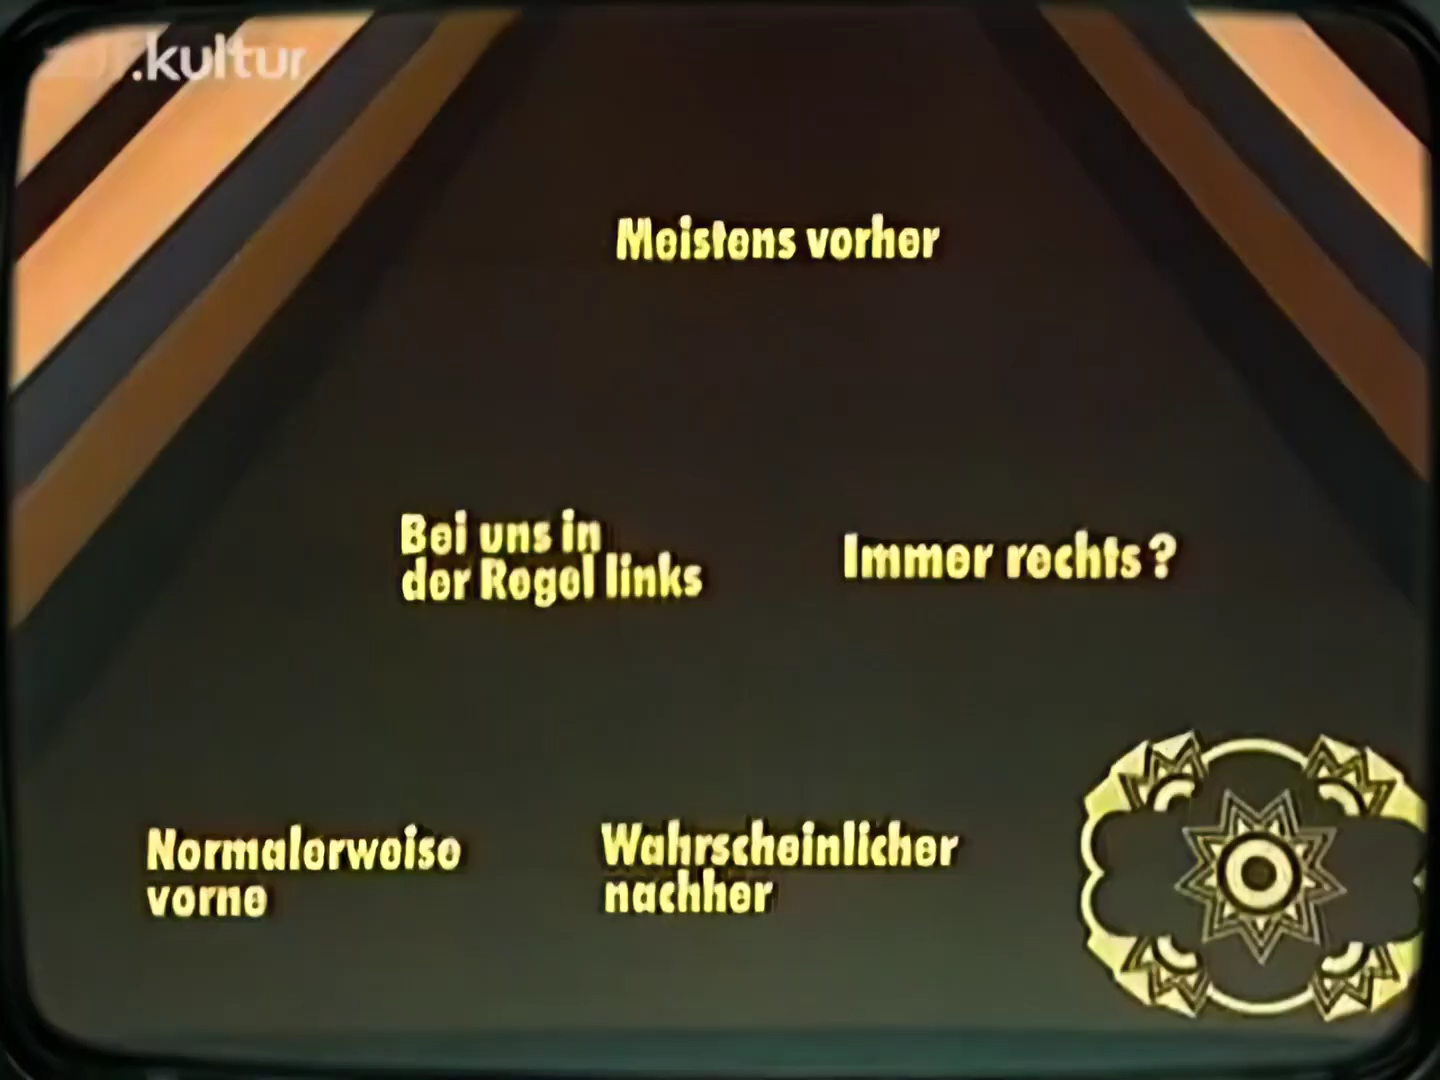 .kultur
Meistens vorher
Bei uns in
der Regel links
Immer rechts?
Normalerweise
vorne
Wahrscheinlicher
nachher